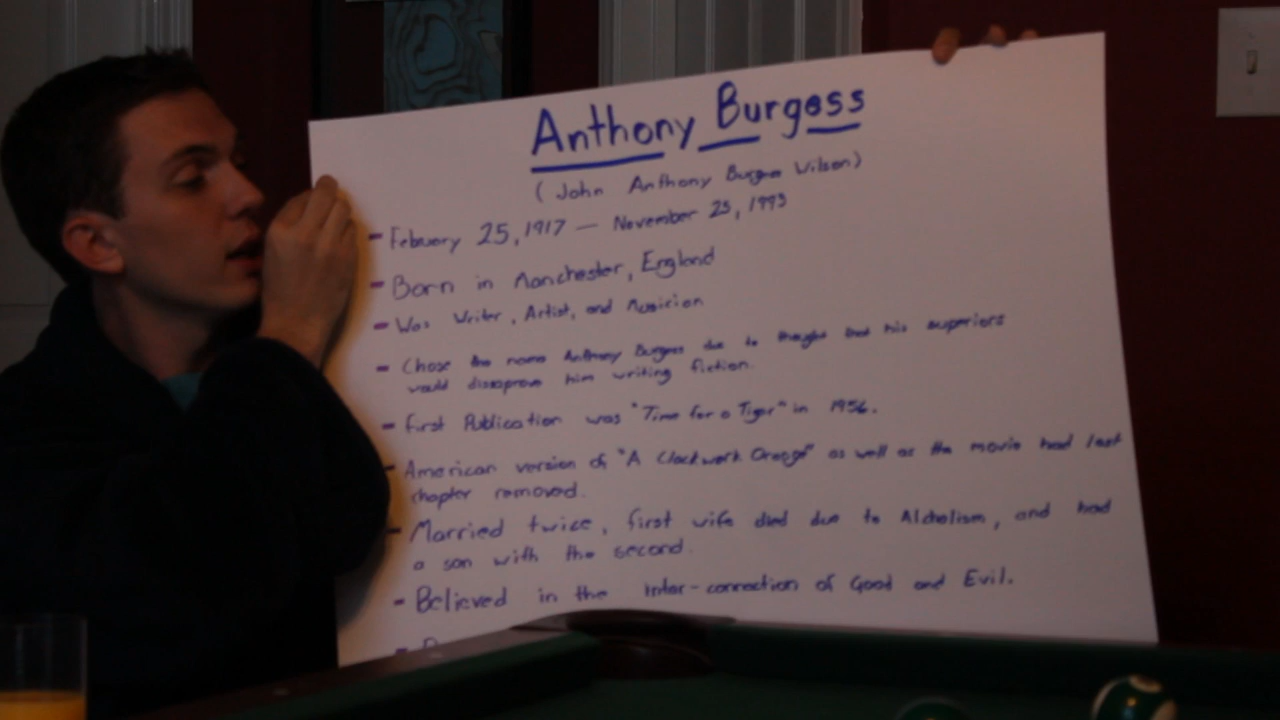 Anthony Burgess
(John Anthony Burgess Wilson)
- Febuary 25, 1917 — November 25, 1993
- Born in Manchester, England
- Was Writer, Artist, and Musician
- Chose the name Anthony Burgess due to thought that his superiors
would dissaprove him writing fiction.
- First Publication was "Time for a Tiger" in 1956.
- American version of "A Clockwork Orange" as well as the movie had last
chapter removed.
- Married twice, first wife died due to Alcholism, and had
a son with the second.
- Believed in the Inter-connection of Good and Evil.